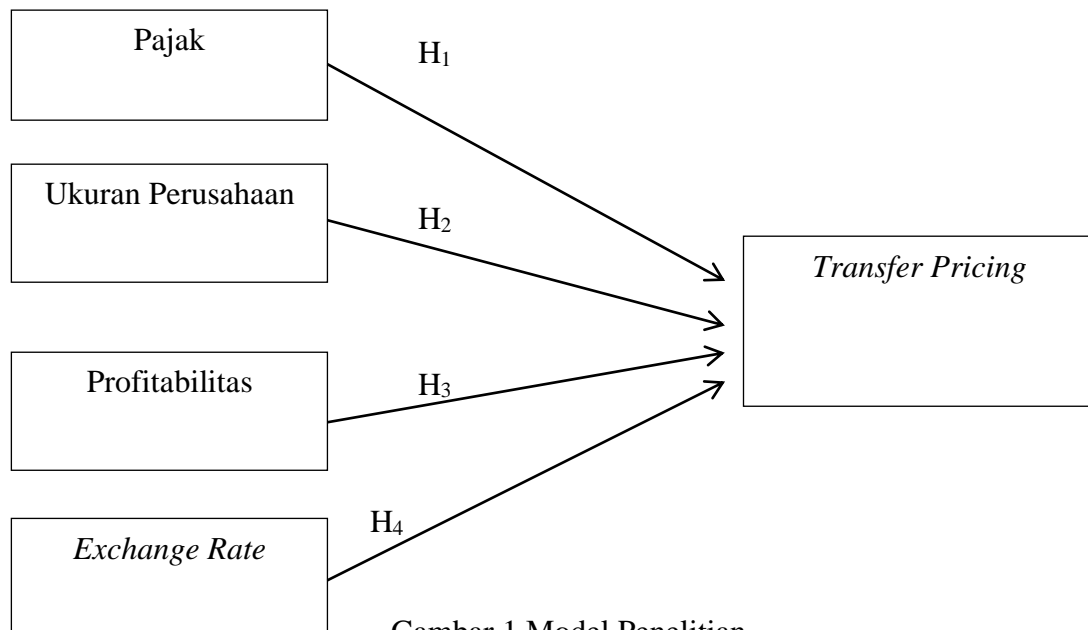 Pajak
H1
Ukuran Perusahaan
H2
Transfer Pricing
Profitabilitas
H3
H4
Exchange Rate
Gambar 1 Model Penelitian